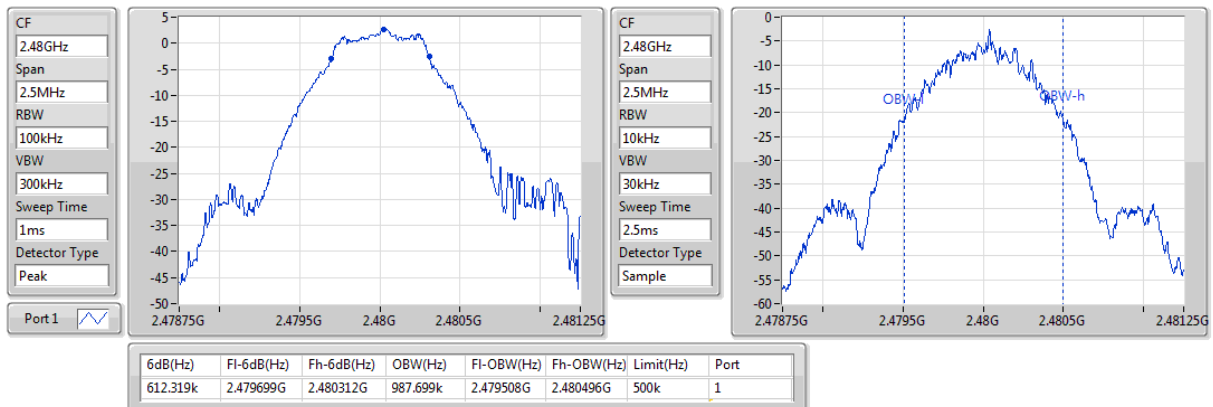 CF
2.48GHz
Span
2.5MHz
RBW
100kHz
VBW
300kHz
Sweep Time
1ms
Detector Type
Peak
Port 1
5
0
-5
-10
-15
-20
-25
-30
-35
-40
-45
-50
2.47875G 2.4795G 2.48G 2.4805G 2.48125G
CF
2.48GHz
Span
2.5MHz
RBW
10kHz
VBW
30kHz
Sweep Time
2.5ms
Detector Type
Sample
0
-5
-10
-15
-20
-25
-30
-35
-40
-45
-50
-55
-60
OBW-l OBW-h
2.47875G 2.4795G 2.48G 2.4805G 2.48125G
6dB(Hz) Fl-6dB(Hz) Fh-6dB(Hz) OBW(Hz) Fl-OBW(Hz) Fh-OBW(Hz) Limit(Hz) Port
612.319k 2.479699G 2.480312G 987.699k 2.479508G 2.480496G 500k 1